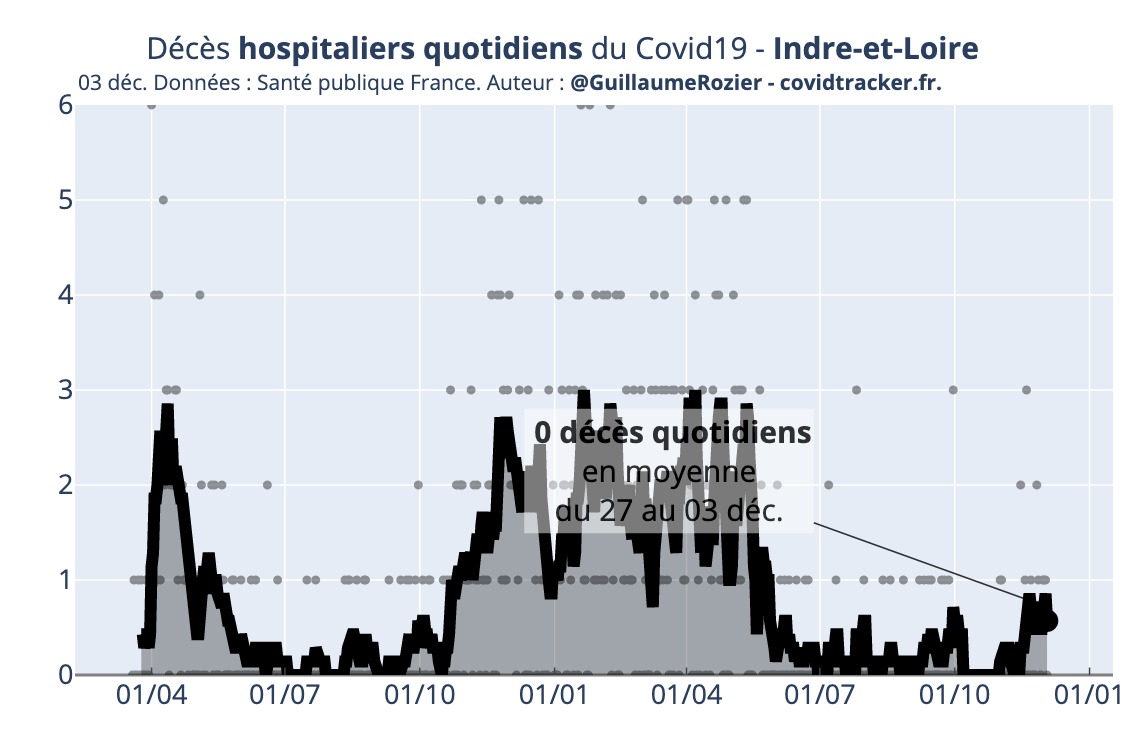 Décès hospitaliers quotidiens du Covid19 - Indre-et-Loire
03 déc. Données : Santé publique France. Auteur : @GuillaumeRozier - covidtracker.fr.
6
5
4
3
2
1
0
0 décès quotidiens
en moyenne
du 27 au 03 déc.
01/04 01/07 01/10 01/01 01/04 01/07 01/10 01/01